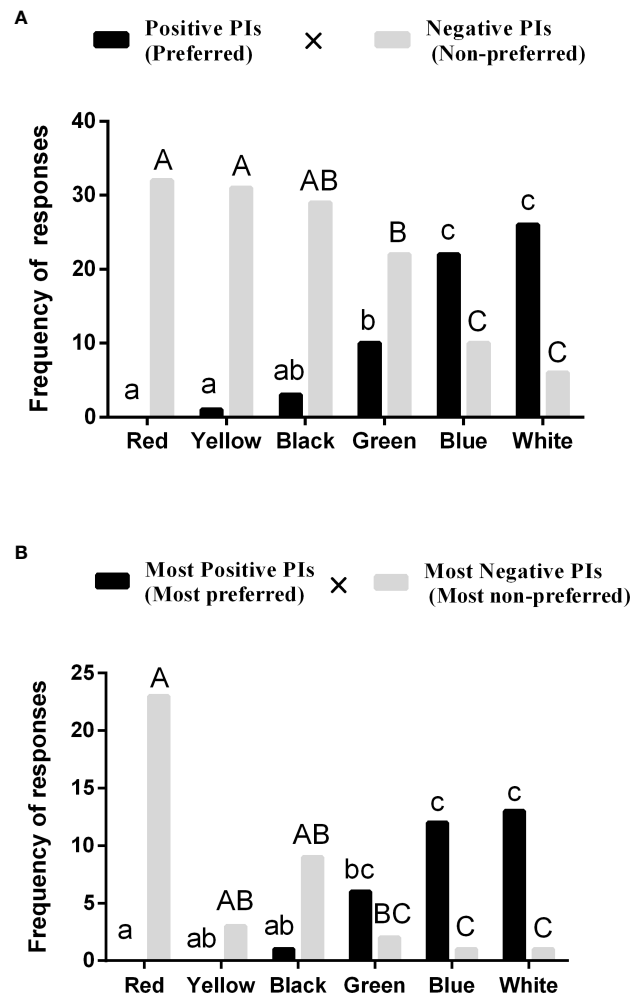 A
Positive PIs
(Preferred)
×
Negative PIs
(Non-preferred)
Frequency of responses
40
30
20
10
0
A
A
AB
B
C
C
a
a
ab
b
c
c
Red
Yellow
Black
Green
Blue
White
B
Most Positive PIs
(Most preferred)
×
Most Negative PIs
(Most non-preferred)
Frequency of responses
25
20
15
10
5
0
A
AB
AB
BC
C
C
a
ab
ab
bc
c
c
Red
Yellow
Black
Green
Blue
White